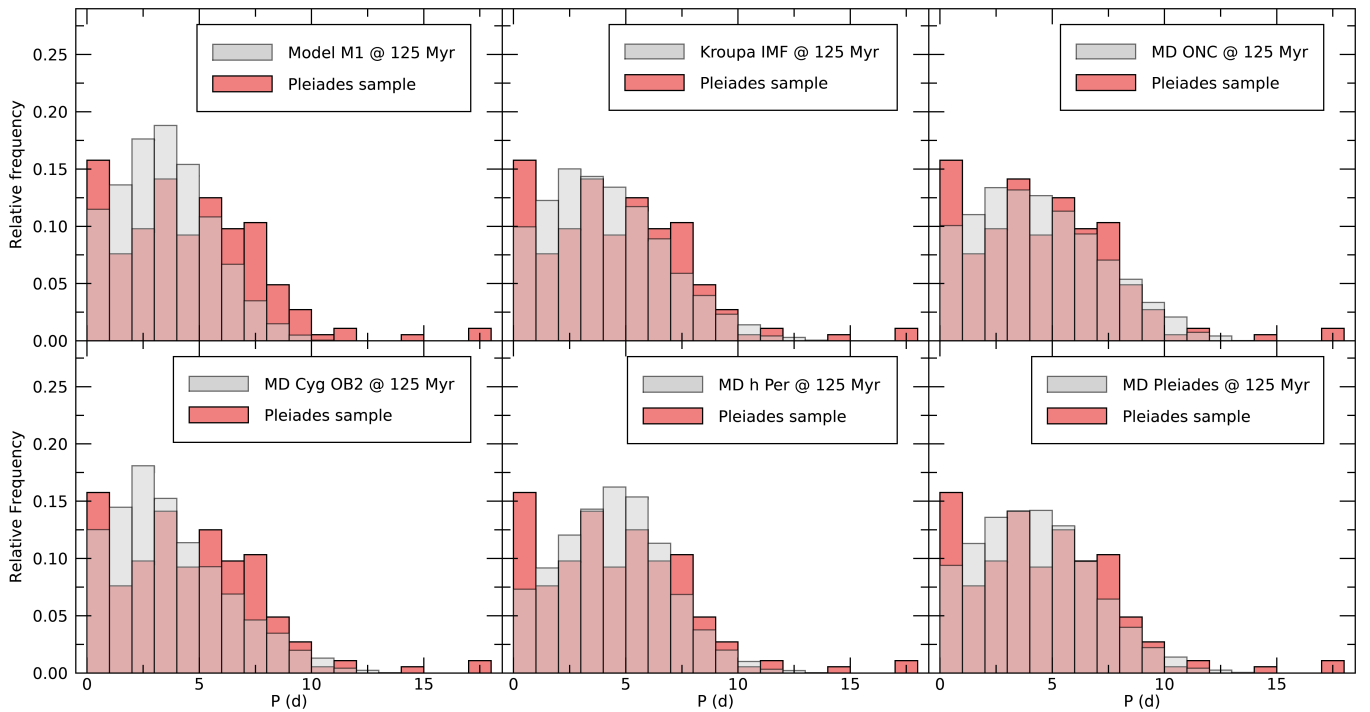 Model M1 @ 125 Myr
Pleiades sample
Kroupa IMF @ 125 Myr
Pleiades sample
MD ONC @ 125 Myr
Pleiades sample
Relative frequency
0.25
0.20
0.15
0.10
0.05
0.00
MD Cyg OB2 @ 125 Myr
Pleiades sample
MD h Per @ 125 Myr
Pleiades sample
MD Pleiades @ 125 Myr
Pleiades sample
Relative Frequency
0.25
0.20
0.15
0.10
0.05
0.00
0 5 10 15
0 5 10 15
0 5 10 15
P (d)
P (d)
P (d)